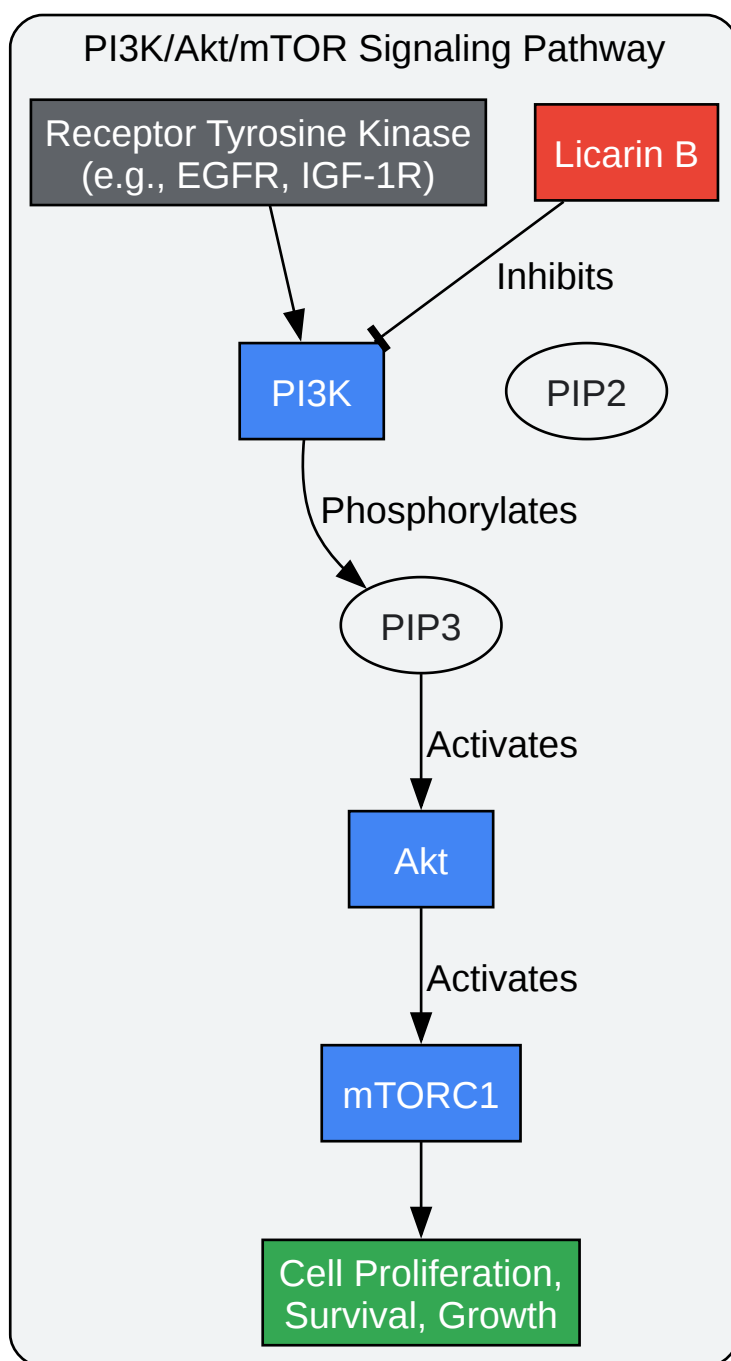 PI3K/Akt/mTOR Signaling Pathway
Receptor Tyrosine Kinase
(e.g., EGFR, IGF-1R)
Licarin B
Inhibits
PI3K
PIP2
Phosphorylates
PIP3
Activates
Akt
Activates
mTORC1
Cell Proliferation,
Survival, Growth